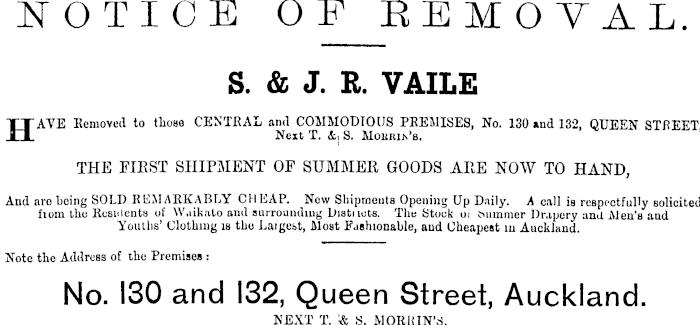 NOTICE OF REMOVAL.
S. & J. R. VAILE
HAVE Removed to those CENTRAL and COMMODIOUS PREMISES, No. 130 and 132, QUEEN STREET
Next T. & S. MORRIN'S.
THE FIRST SHIPMENT OF SUMMER GOODS ARE NOW TO HAND,
And are being SOLD REMARKABLY CHEAP. New Shipments Opening Up Daily. A call is respectfully solicited
from the Residents of Waikato and surrounding Districts. The Stock of Summer Drapery and Men's and
Youths' Clothing is the Largest, Most Fashionable, and Cheapest in Auckland.
Note the Address of the Premises:
No. 130 and 132, Queen Street, Auckland.
NEXT T. & S. MORRIN'S.